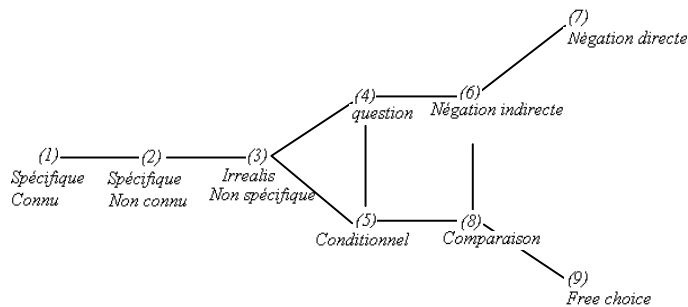 (1)
Spécifique
Connu
(2)
Spécifique
Non connu
(3)
Irrealis
Non spécifique
(4)
question
(5)
Conditionnel
(6)
Négation indirecte
(7)
Négation directe
(8)
Comparaison
(9)
Free choice